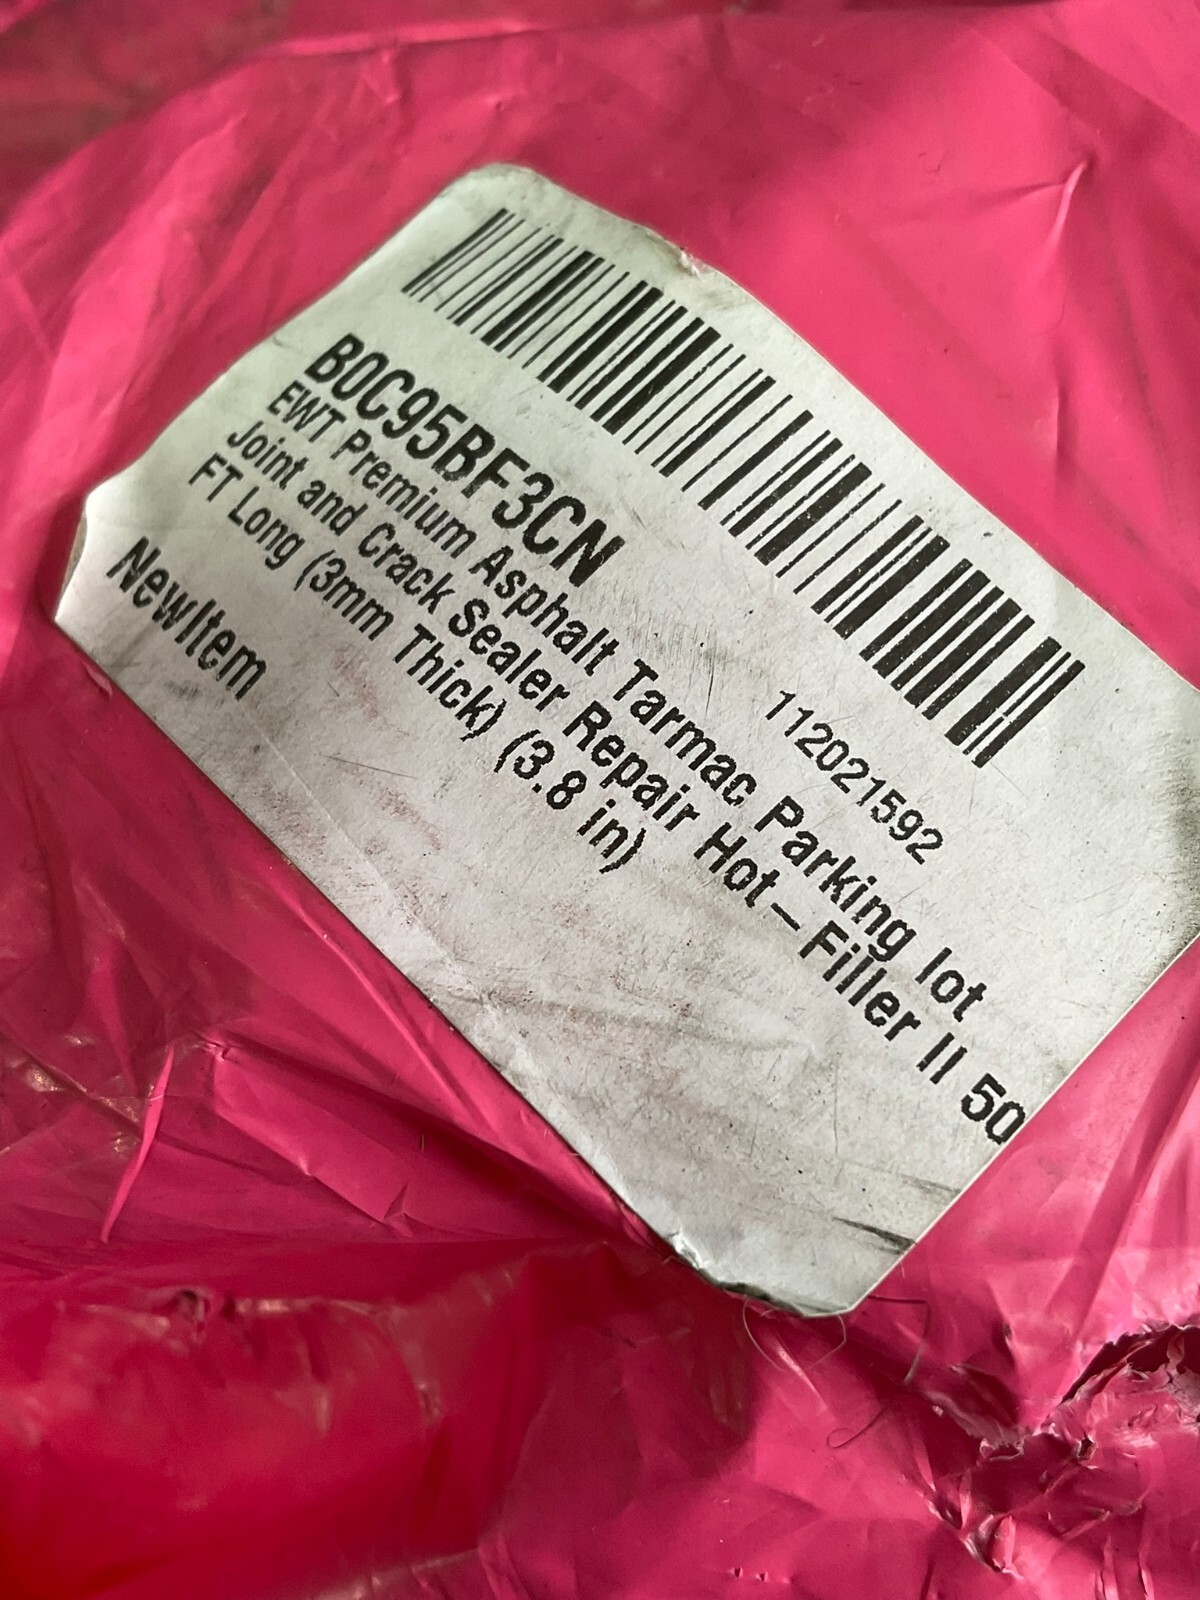 B0C95BF3CN
112021592
EWT Premium Asphalt Tarmac Parking lot
Joint and Crack Sealer Repair Hot-Filler II 50
FT Long (3mm Thick) (3.8 in)
NewItem